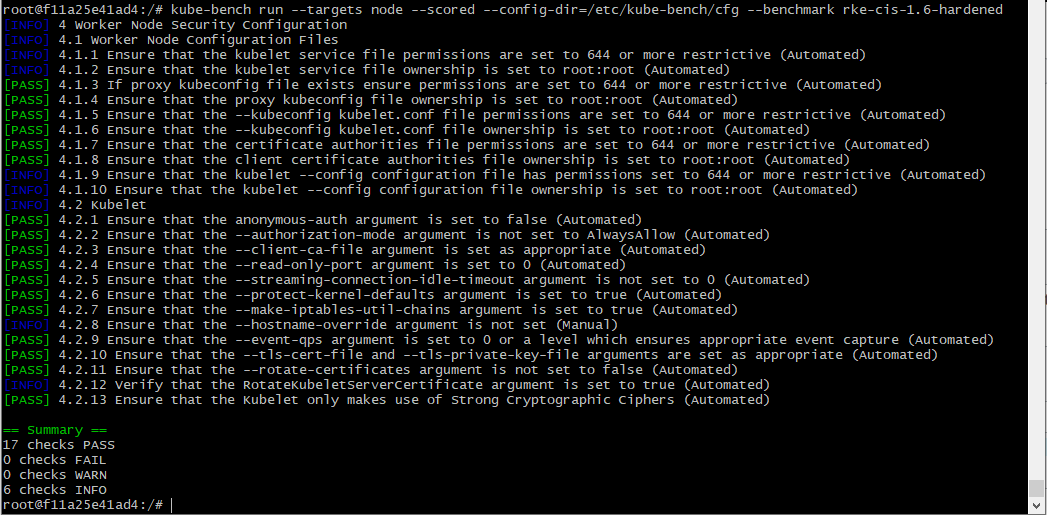 root@f11a25e41ad4:/# kube-bench run --targets node --scored --config-dir=/etc/kube-bench/cfg --benchmark rke-cis-1.6-hardened
[INFO] 4 Worker Node Security Configuration
[INFO] 4.1 Worker Node Configuration Files
[INFO] 4.1.1 Ensure that the kubelet service file permissions are set to 644 or more restrictive (Automated)
[INFO] 4.1.2 Ensure that the kubelet service file ownership is set to root:root (Automated)
[PASS] 4.1.3 If proxy kubeconfig file exists ensure permissions are set to 644 or more restrictive (Automated)
[PASS] 4.1.4 Ensure that the proxy kubeconfig file ownership is set to root:root (Automated)
[PASS] 4.1.5 Ensure that the --kubeconfig kubelet.conf file permissions are set to 644 or more restrictive (Automated)
[PASS] 4.1.6 Ensure that the --kubeconfig kubelet.conf file ownership is set to root:root (Automated)
[PASS] 4.1.7 Ensure that the certificate authorities file permissions are set to 644 or more restrictive (Automated)
[PASS] 4.1.8 Ensure that the client certificate authorities file ownership is set to root:root (Automated)
[INFO] 4.1.9 Ensure that the kubelet --config configuration file has permissions set to 644 or more restrictive (Automated)
[INFO] 4.1.10 Ensure that the kubelet --config configuration file ownership is set to root:root (Automated)
[INFO] 4.2 Kubelet
[PASS] 4.2.1 Ensure that the anonymous-auth argument is set to false (Automated)
[PASS] 4.2.2 Ensure that the --authorization-mode argument is not set to AlwaysAllow (Automated)
[PASS] 4.2.3 Ensure that the --client-ca-file argument is set as appropriate (Automated)
[PASS] 4.2.4 Ensure that the --read-only-port argument is set to 0 (Automated)
[PASS] 4.2.5 Ensure that the --streaming-connection-idle-timeout argument is not set to 0 (Automated)
[PASS] 4.2.6 Ensure that the --protect-kernel-defaults argument is set to true (Automated)
[PASS] 4.2.7 Ensure that the --make-iptables-util-chains argument is set to true (Automated)
[INFO] 4.2.8 Ensure that the --hostname-override argument is not set (Manual)
[PASS] 4.2.9 Ensure that the --event-qps argument is set to 0 or a level which ensures appropriate event capture (Automated)
[PASS] 4.2.10 Ensure that the --tls-cert-file and --tls-private-key-file arguments are set as appropriate (Automated)
[PASS] 4.2.11 Ensure that the --rotate-certificates argument is not set to false (Automated)
[INFO] 4.2.12 Verify that the RotateKubeletServerCertificate argument is set to true (Automated)
[PASS] 4.2.13 Ensure that the Kubelet only makes use of Strong Cryptographic Ciphers (Automated)
== Summary ==
17 checks PASS
0 checks FAIL
0 checks WARN
6 checks INFO
root@f11a25e41ad4:/#